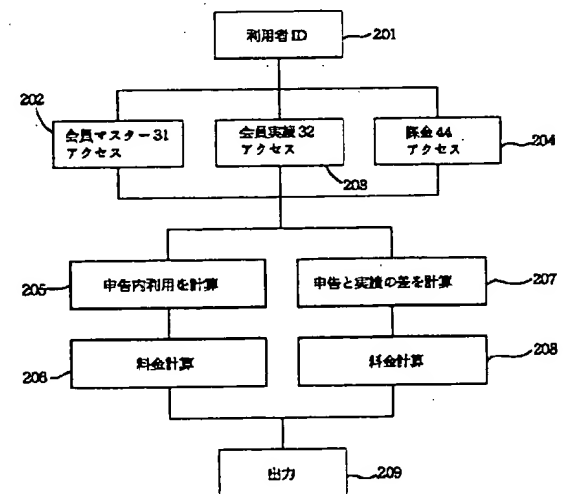 利用者ID
201
202
会員マスター31
アクセス
会員実績32
アクセス
203
課金44
アクセス
204
205
申告内利用を計算
申告と実績の差を計算
207
206
料金計算
料金計算
208
出力
209